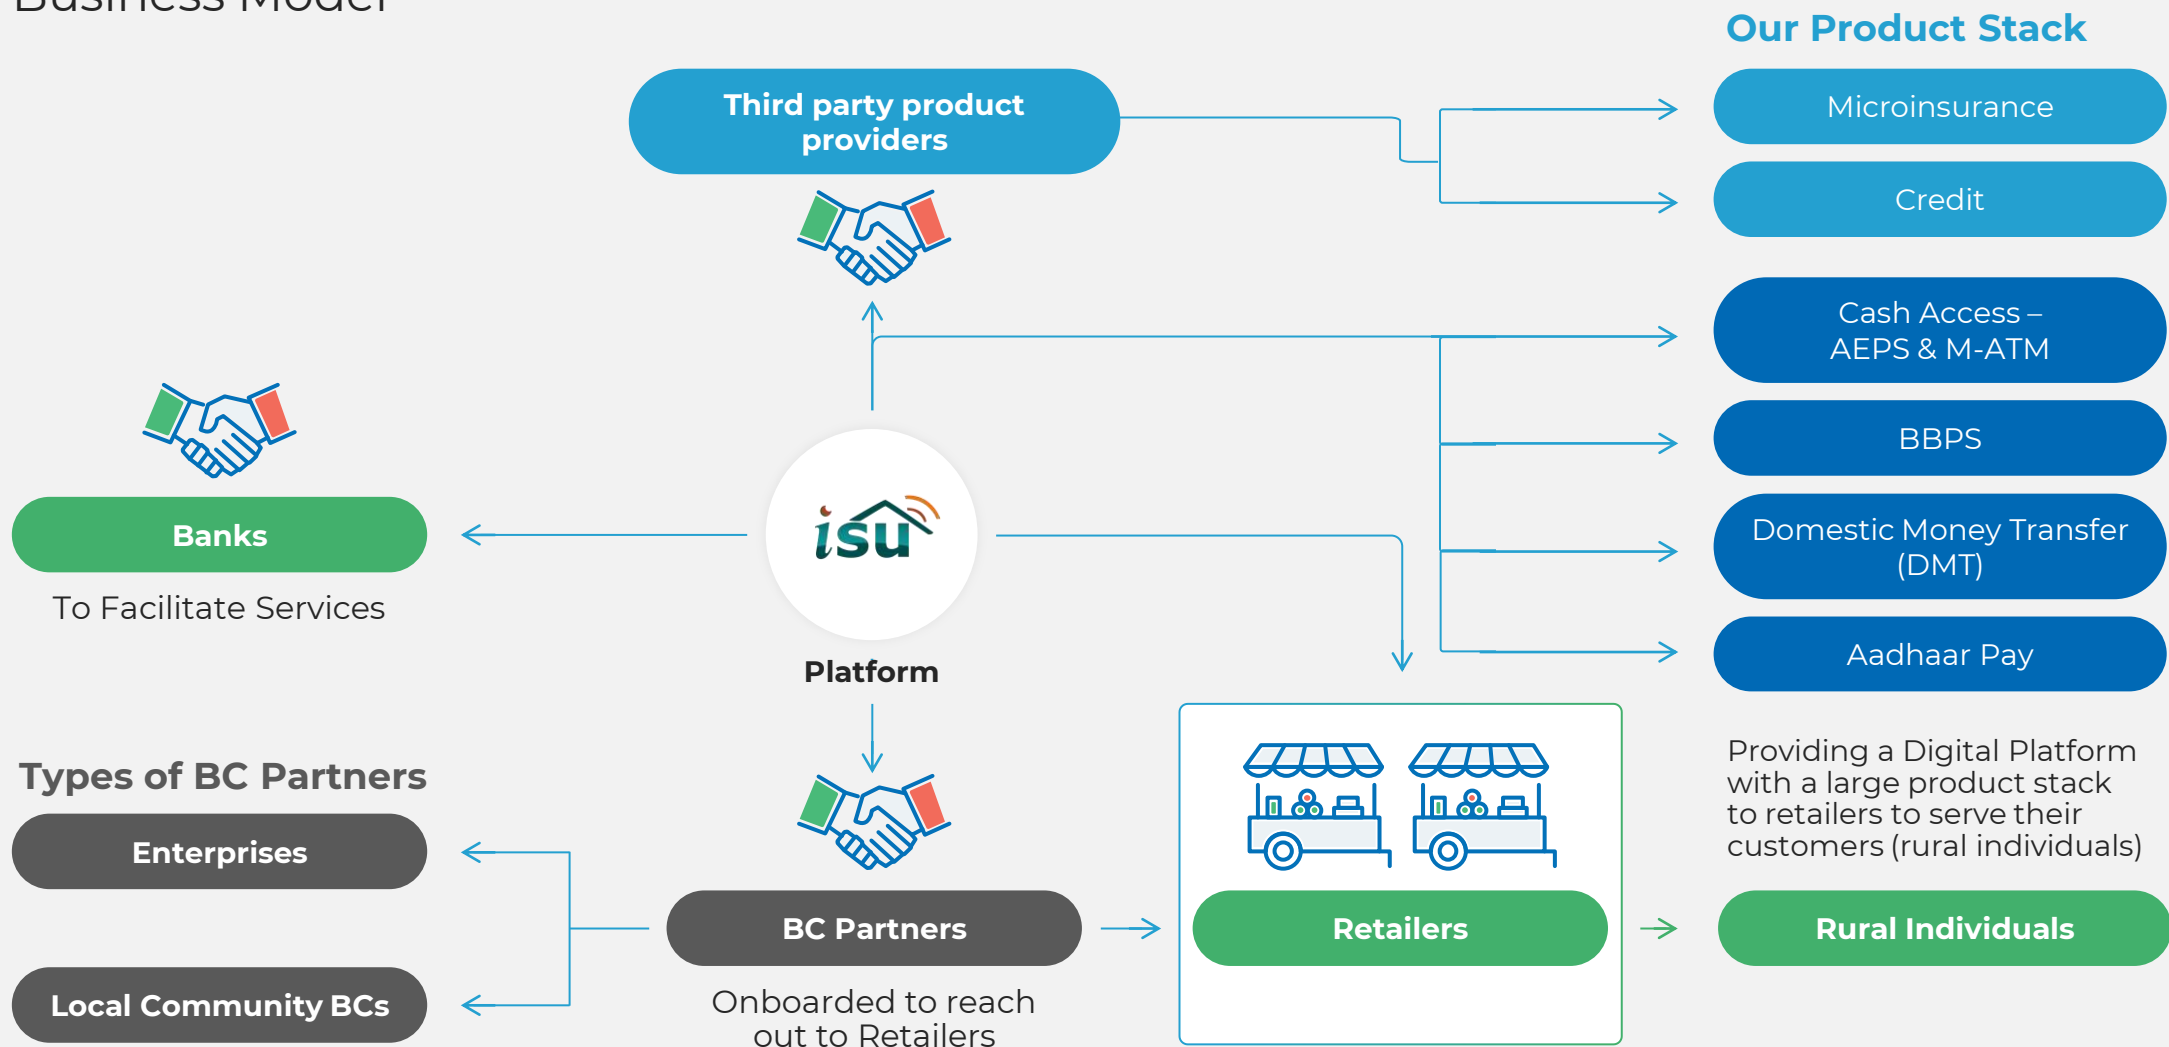 Business Model
Our Product Stack
Third party product
providers
Microinsurance
Credit
Cash Access –
AEPS & M-ATM
BBPS
Domestic Money Transfer
(DMT)
Aadhaar Pay
Banks
To Facilitate Services
isu
Platform
Types of BC Partners
Enterprises
Local Community BCs
BC Partners
Onboarded to reach
out to Retailers
Retailers
Providing a Digital Platform
with a large product stack
to retailers to serve their
customers (rural individuals)
Rural Individuals